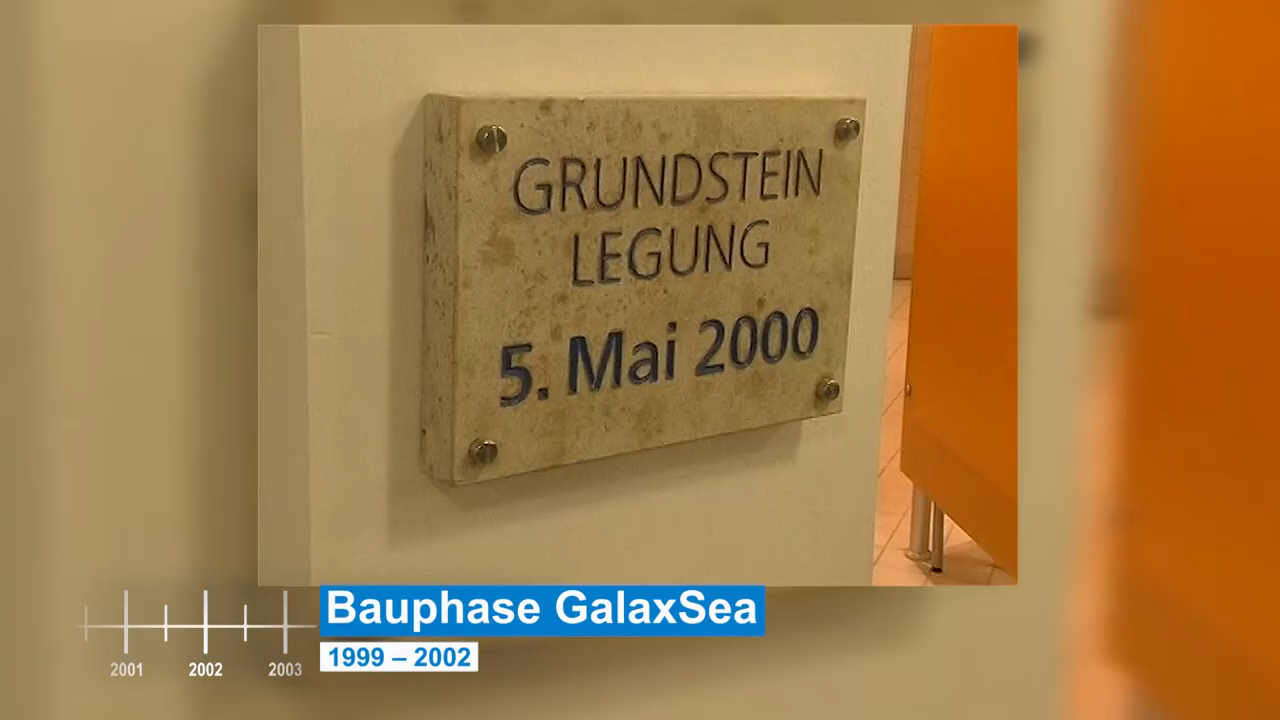 GRUNDSTEIN
LEGUNG
5. Mai 2000
Bauphase GalaxSea
1999 – 2002
2001 2002 2003